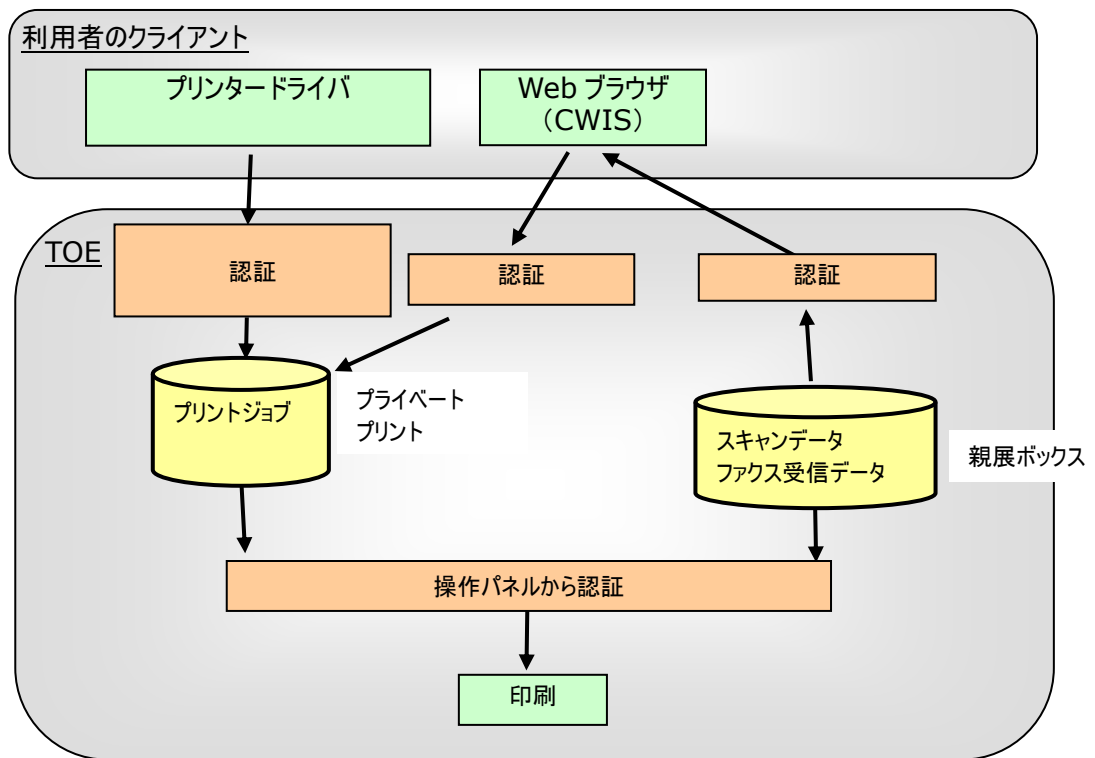 利用者のクライアント
プリンタードライバ
Web ブラウザ
（CWIS）
TOE
認証
認証
認証
プリントジョブ
プライベート
プリント
スキャンデータ
ファクス受信データ
親展ボックス
操作パネルから認証
印刷